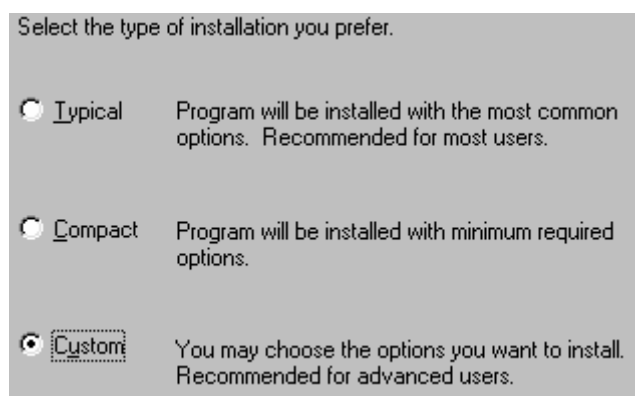 Select the type of installation you prefer.
Typical Program will be installed with the most common
options. Recommended for most users.
Compact Program will be installed with minimum required
options.
Custom You may choose the options you want to install.
Recommended for advanced users.